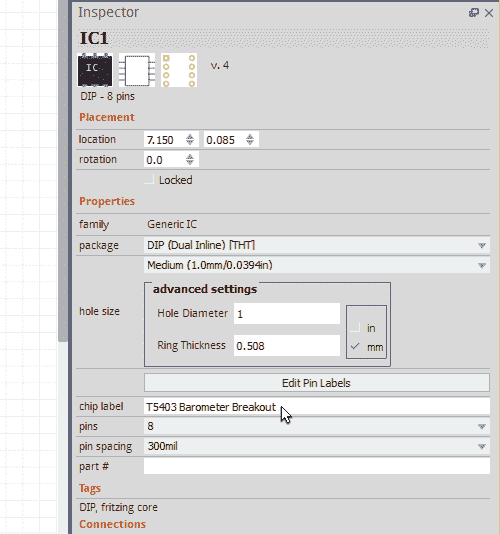 Inspector
IC1
IC
v. 4
DIP - 8 pins
Placement
location 7.150 0.085
rotation 0.0
Locked
Properties
family Generic IC
package DIP (Dual Inline) [THT]
Medium (1.0mm/0.0394in)
hole size
advanced settings
Hole Diameter 1
in
Ring Thickness 0.508
mm
Edit Pin Labels
chip label T5403 Barometer Breakout
pins 8
pin spacing 300mil
part #
Tags
DIP, fritzing core
Connections